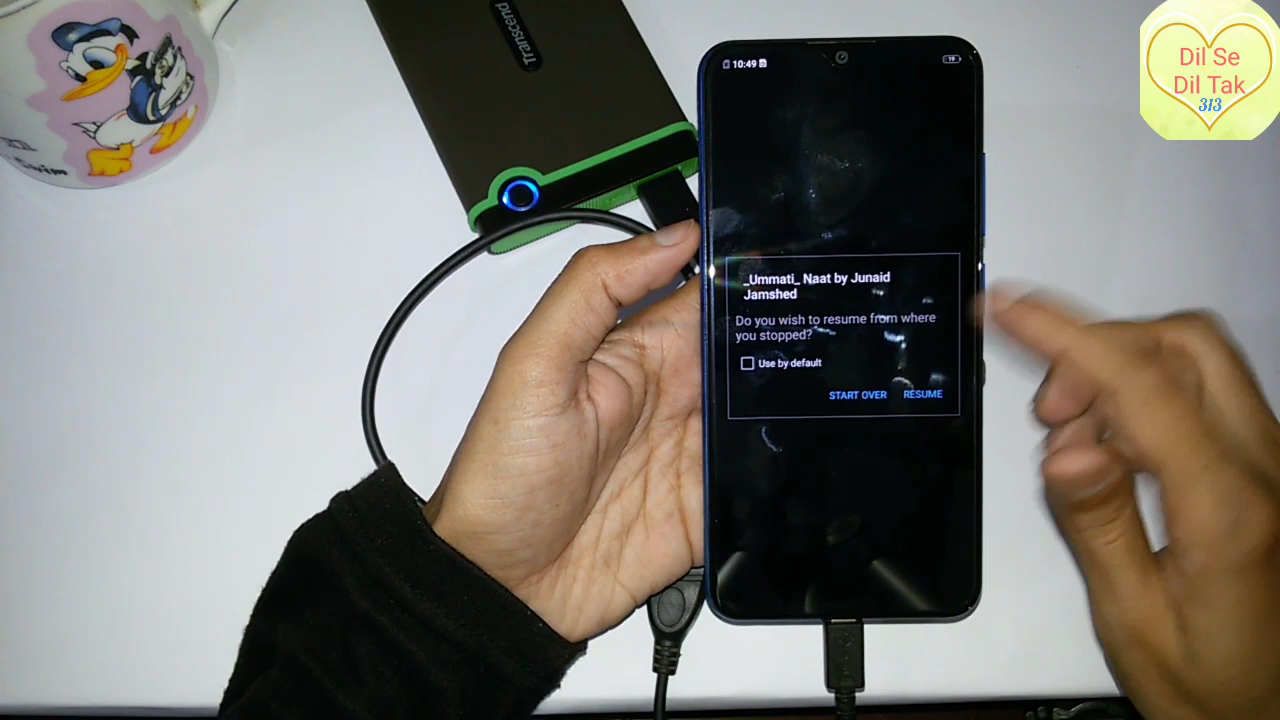 Dil Se
Dil Tak
313
Transcend
10:49
19
_Ummati_ Naat by Junaid
Jamshed
Do you wish to resume from where
you stopped?
Use by default
START OVER RESUME